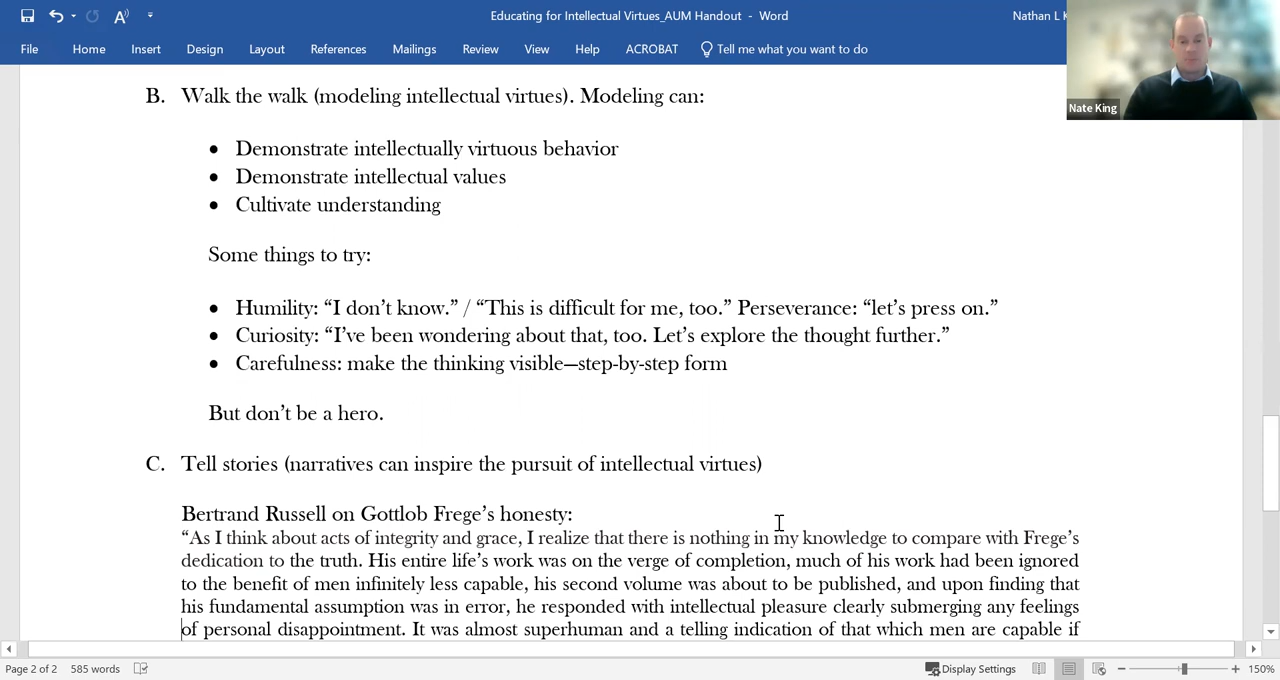 Educating for Intellectual Virtues_AUM Handout - Word
Nathan L K
File Home Insert Design Layout References Mailings Review View Help ACROBAT Tell me what you want to do
Nate King
B. Walk the walk (modeling intellectual virtues). Modeling can:
• Demonstrate intellectually virtuous behavior
• Demonstrate intellectual values
• Cultivate understanding
Some things to try:
• Humility: “I don’t know.” / “This is difficult for me, too.” Perseverance: “let’s press on.”
• Curiosity: “I’ve been wondering about that, too. Let’s explore the thought further.”
• Carefulness: make the thinking visible—step-by-step form
But don’t be a hero.
C. Tell stories (narratives can inspire the pursuit of intellectual virtues)
Bertrand Russell on Gottlob Frege’s honesty:
“As I think about acts of integrity and grace, I realize that there is nothing in my knowledge to compare with Frege’s
dedication to the truth. His entire life’s work was on the verge of completion, much of his work had been ignored
to the benefit of men infinitely less capable, his second volume was about to be published, and upon finding that
his fundamental assumption was in error, he responded with intellectual pleasure clearly submerging any feelings
of personal disappointment. It was almost superhuman and a telling indication of that which men are capable if
Page 2 of 2 585 words Display Settings 150%